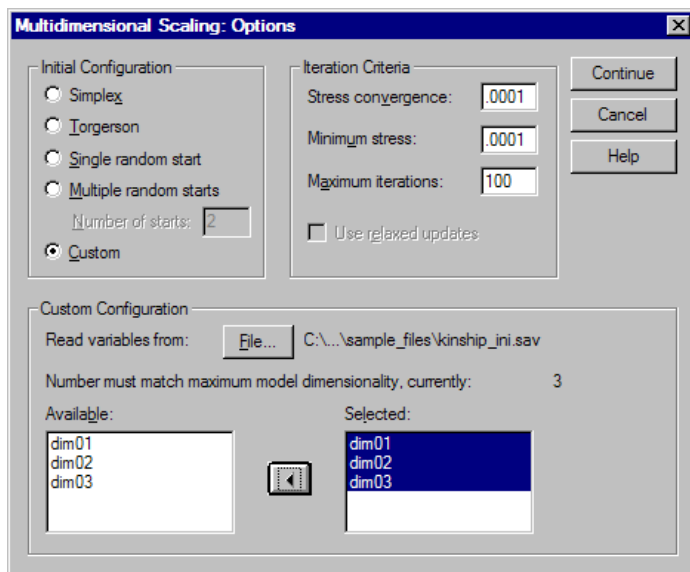 Multidimensional Scaling: Options
Initial Configuration
Simplex
Torgerson
Single random start
Multiple random starts
Number of starts: 2
Custom
Iteration Criteria
Stress convergence: .0001
Minimum stress: .0001
Maximum iterations: 100
Use relaxed updates
Continue
Cancel
Help
Custom Configuration
Read variables from: File... C:\...\sample_files\kinship_ini.sav
Number must match maximum model dimensionality, currently: 3
Available:
dim01
dim02
dim03
Selected:
dim01
dim02
dim03